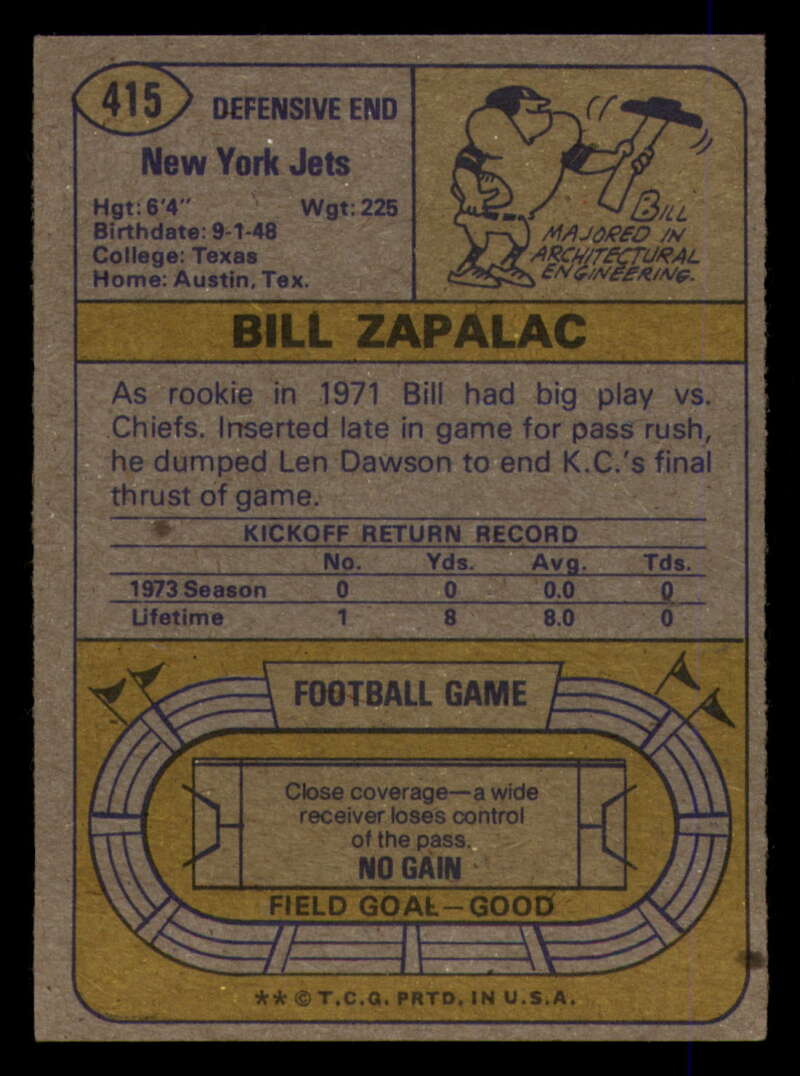 415
DEFENSIVE END
New York Jets
Hgt: 6'4" Wgt: 225
Birthdate: 9-1-48
College: Texas
Home: Austin, Tex.
BILL
MAJORED IN
ARCHITECTURAL
ENGINEERING.
BILL ZAPALAC
As rookie in 1971 Bill had big play vs.
Chiefs. Inserted late in game for pass rush,
he dumped Len Dawson to end K.C.'s final
thrust of game.
KICKOFF RETURN RECORD
No. Yds. Avg. Tds.
1973 Season 0 0 0.0 0
Lifetime 1 8 8.0 0
FOOTBALL GAME
Close coverage—a wide
receiver loses control
of the pass.
NO GAIN
FIELD GOAL—GOOD
** © T.C.G. PRTD. IN U.S.A.